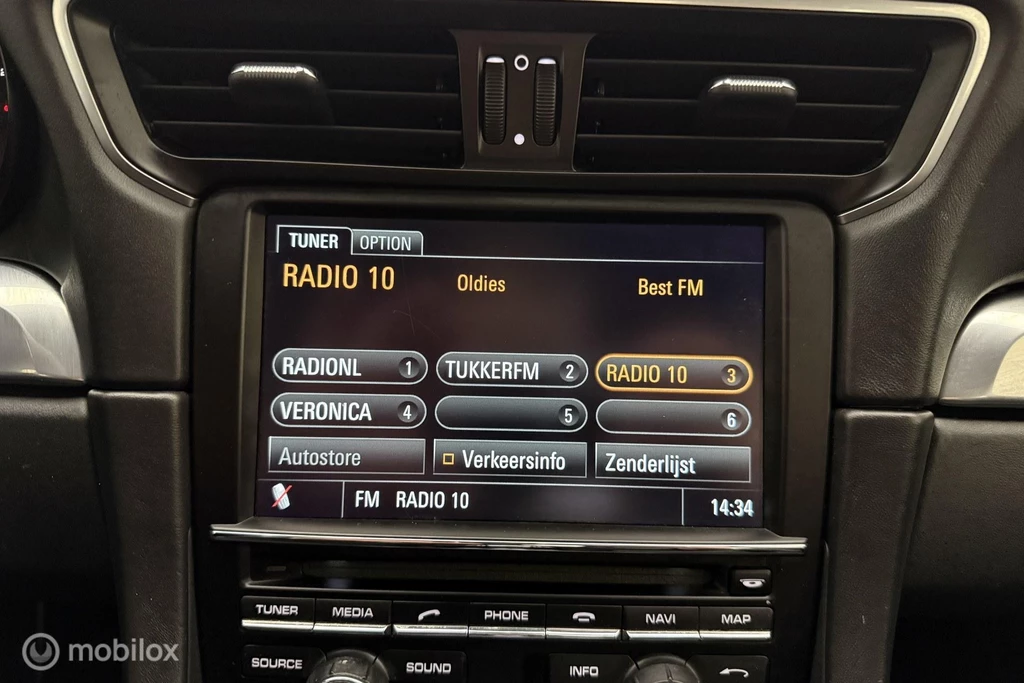 TUNER OPTION
RADIO 10 Oldies Best FM
RADIONL 1 TUKKERFM 2 RADIO 10 3
VERONICA 4 5 6
Autostore Verkeersinfo Zenderlijst
FM RADIO 10 14:34
TUNER MEDIA PHONE NAVI MAP
SOURCE SOUND INFO
mobilox